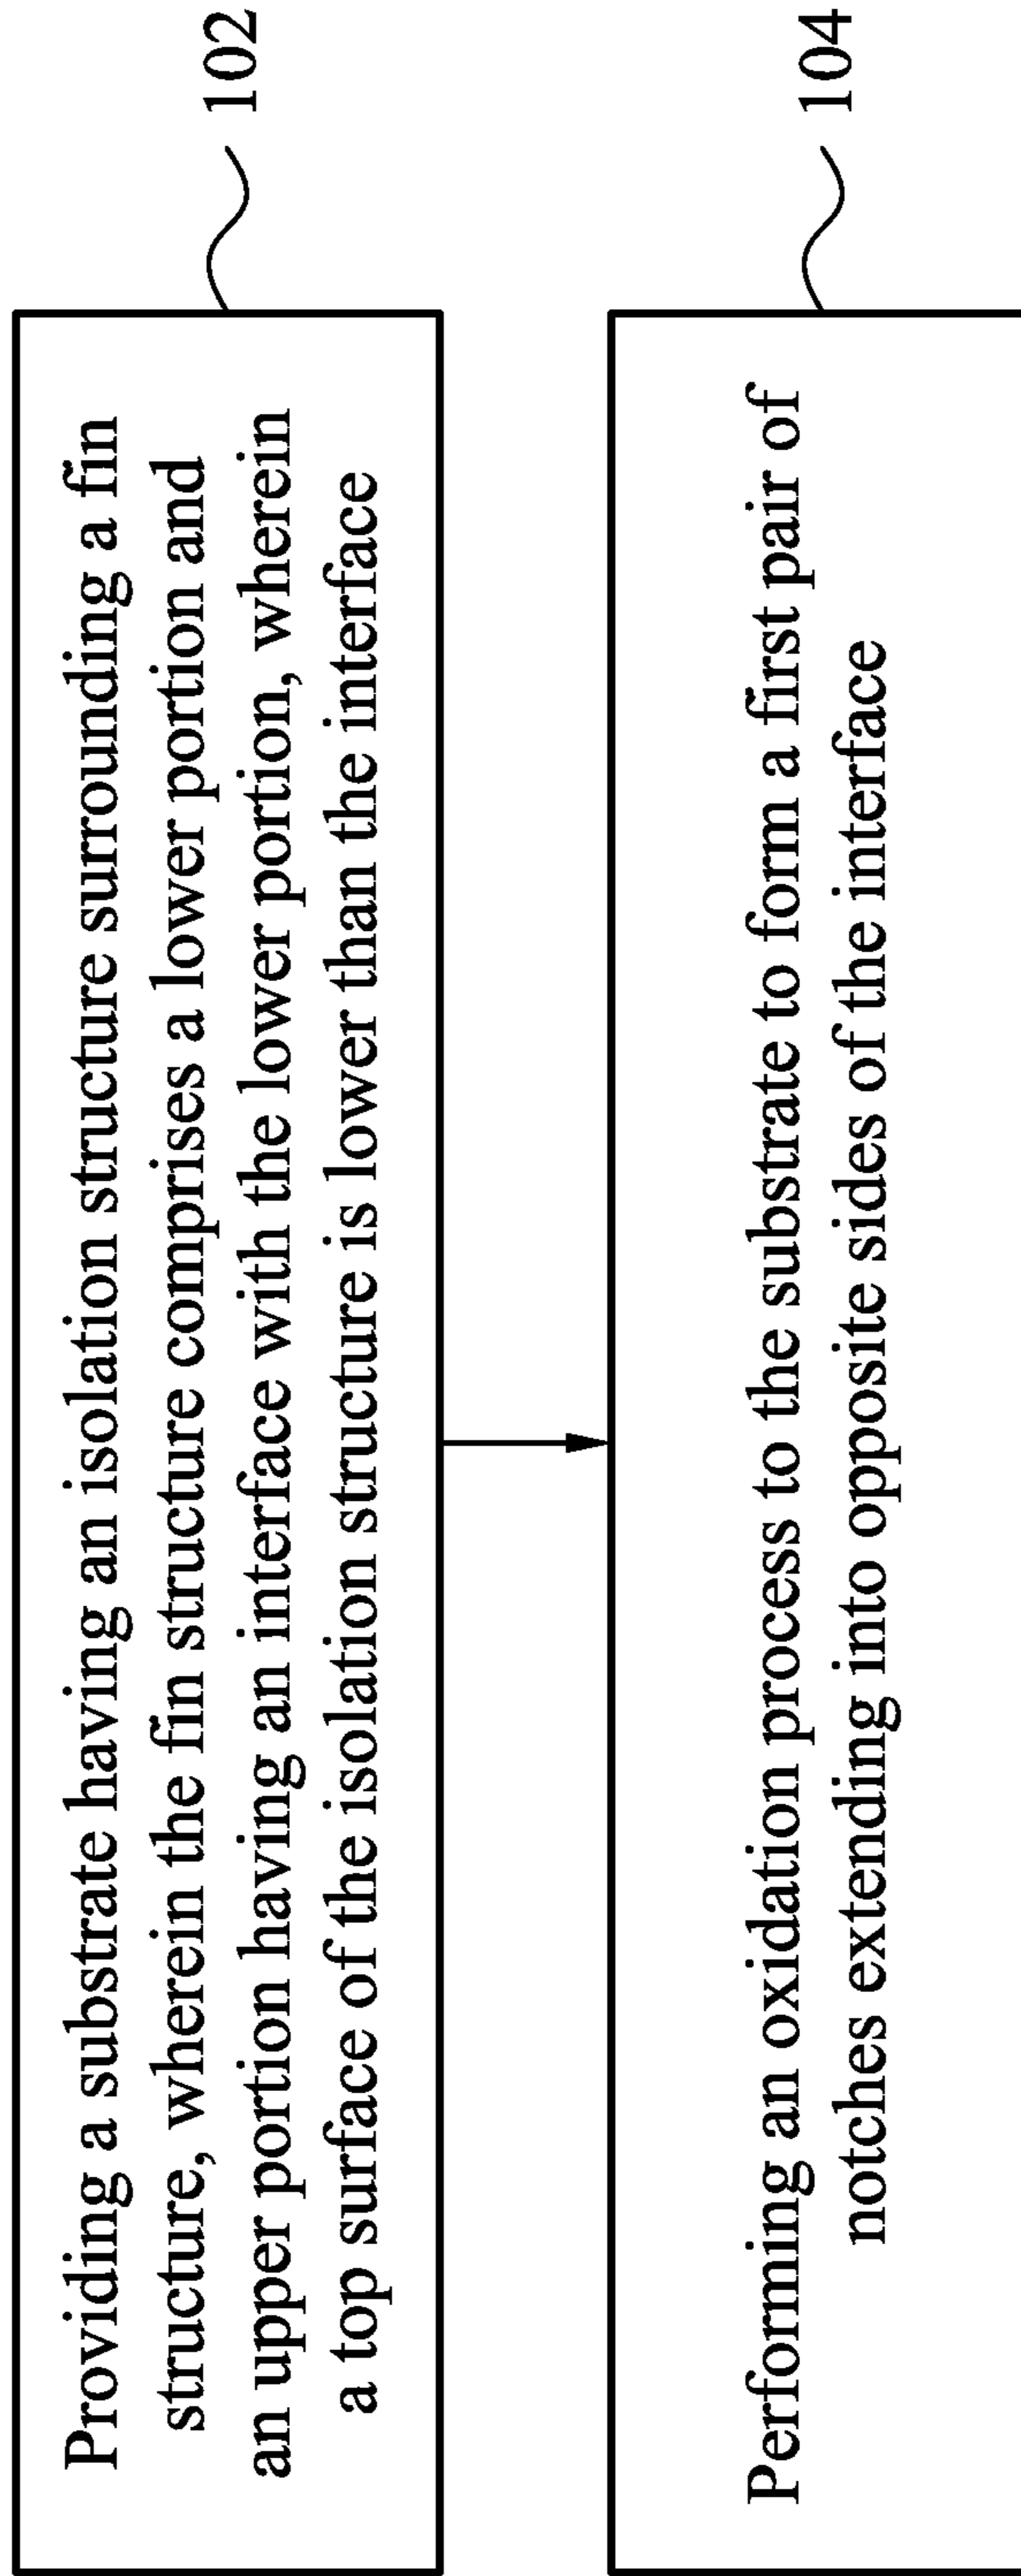 Providing a substrate having an isolation structure surrounding a fin
structure, wherein the fin structure comprises a lower portion and
an upper portion having an interface with the lower portion, wherein
a top surface of the isolation structure is lower than the interface
102
Performing an oxidation process to the substrate to form a first pair of
notches extending into opposite sides of the interface
104